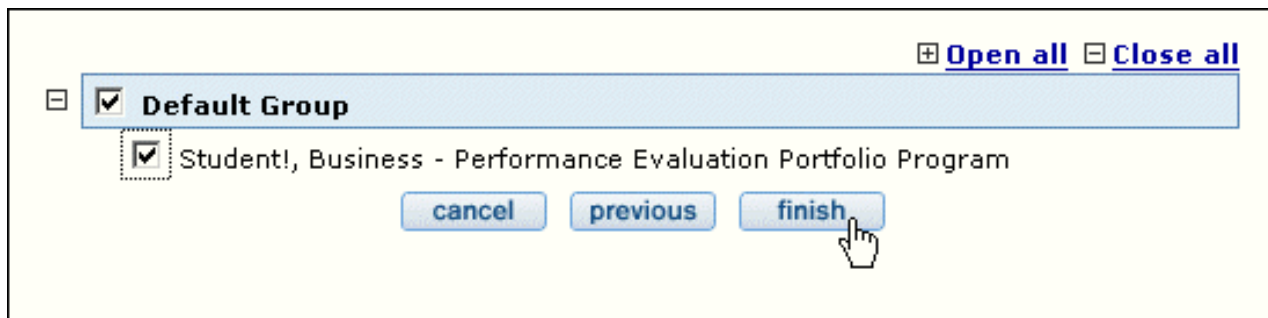 Open all Close all
Default Group
Student!, Business - Performance Evaluation Portfolio Program
cancel previous finish